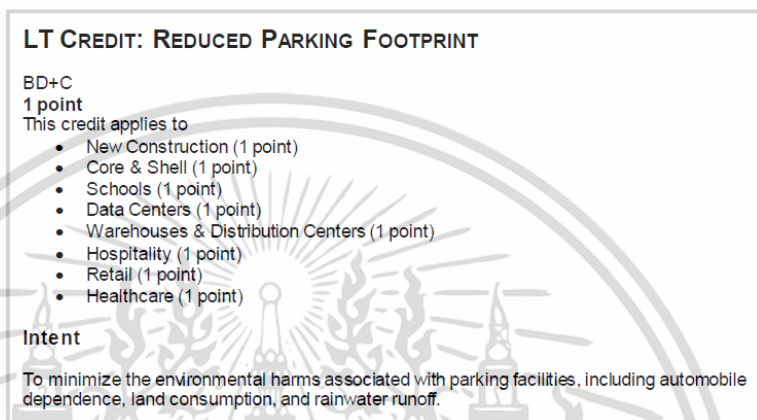 LT CREDIT: REDUCED PARKING FOOTPRINT
BD+C
1 point
This credit applies to
• New Construction (1 point)
• Core & Shell (1 point)
• Schools (1 point)
• Data Centers (1 point)
• Warehouses & Distribution Centers (1 point)
• Hospitality (1 point)
• Retail (1 point)
• Healthcare (1 point)
Intent
To minimize the environmental harms associated with parking facilities, including automobile
dependence, land consumption, and rainwater runoff.